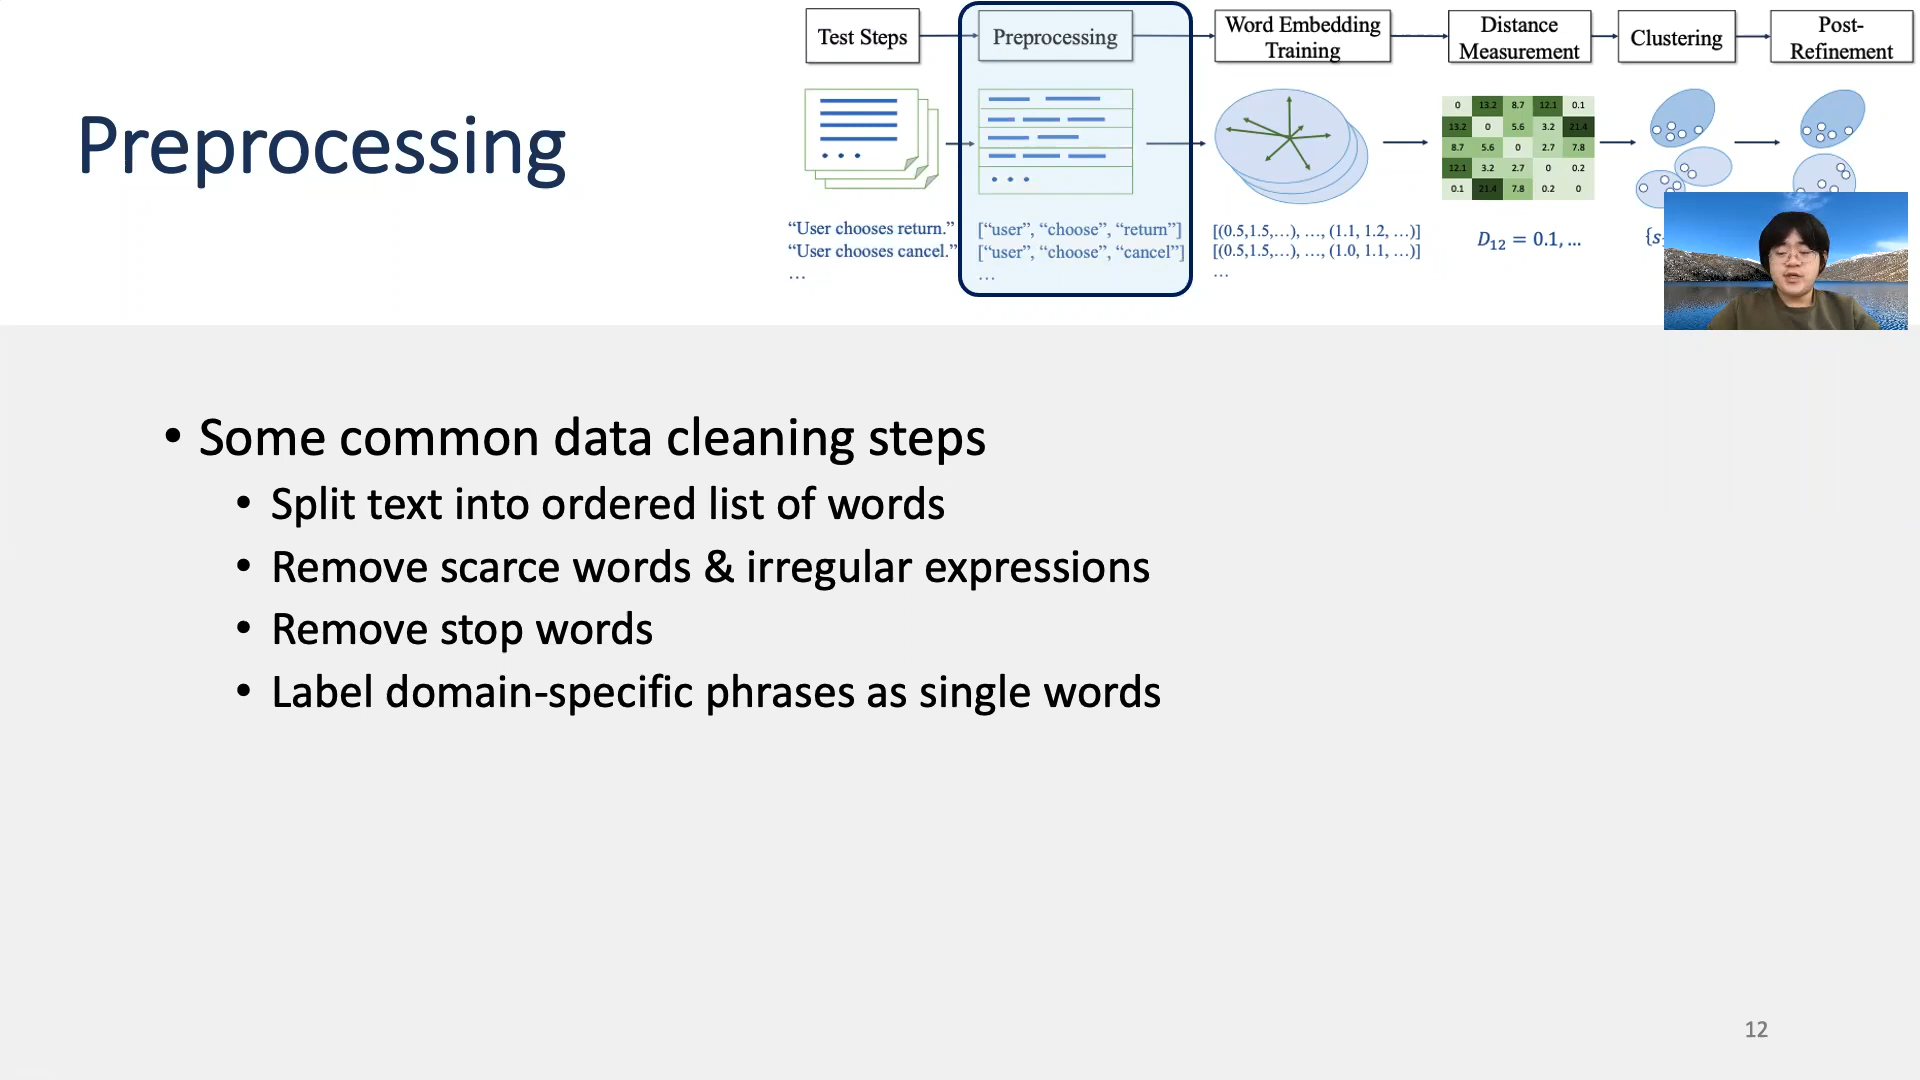 Test Steps
Preprocessing
Word Embedding
Training
Distance
Measurement
Clustering
Post-
Refinement
Preprocessing
0 13.2 8.7 12.1 0.1
13.2 0 5.6 3.2 21.4
8.7 5.6 0 2.7 7.8
12.1 3.2 2.7 0 0.2
0.1 21.4 7.8 0.2 0
“User chooses return.”
“User chooses cancel.”
…
[“user”, “choose”, “return”]
[“user”, “choose”, “cancel”]
…
[(0.5,1.5,…), …, (1.1, 1.2, …)]
[(0.5,1.5,…), …, (1.0, 1.1, …)]
…
D₁₂ = 0.1, …
• Some common data cleaning steps
• Split text into ordered list of words
• Remove scarce words & irregular expressions
• Remove stop words
• Label domain-specific phrases as single words
12